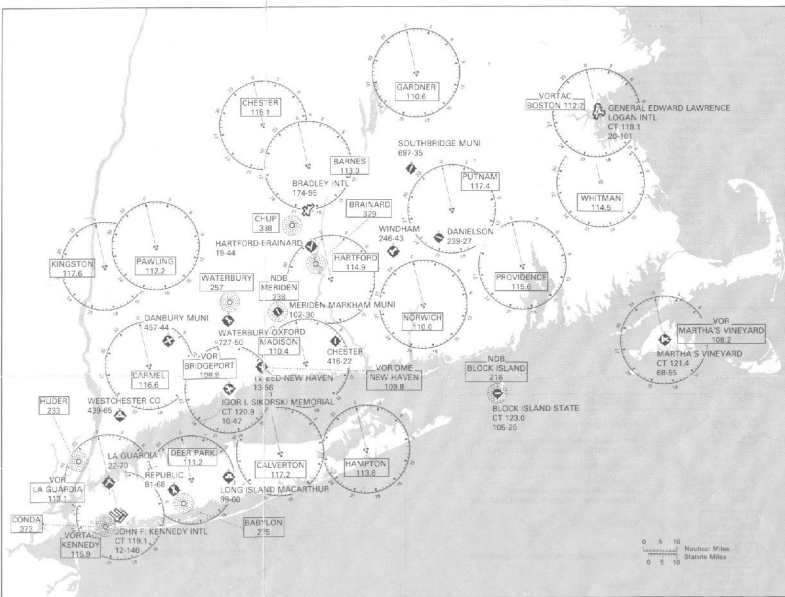 GARDNER
110.6
CHESTER
115.1
VORTAC
BOSTON 112.7
GENERAL EDWARD LAWRENCE
LOGAN INTL
CT 119.1
20-101
SOUTHBRIDGE MUNI
697-35
BARNES
113.0
BRADLEY INTL
174-95
PUTNAM
117.4
WHITMAN
114.5
BRAINARD
329
CHUP
388
WINDHAM
246-43
DANIELSON
239-27
HARTFORD-BRAINARD
19-44
PAWLING
112.2
KINGSTON
117.6
HARTFORD
114.9
PROVIDENCE
115.6
WATERBURY
257
NDB
MERIDEN
238
MERIDEN MARKHAM MUNI
102-30
NORWICH
110.0
DANBURY MUNI
457-44
WATERBURY-OXFORD
727-50
MADISON
110.4
CHESTER
416-22
VOR
MARTHA'S VINEYARD
108.2
MARTHA'S VINEYARD
CT 121.4
68-55
CARMEL
116.6
VOR
BRIDGEPORT
108.8
TWEED-NEW HAVEN
13-56
VOR/DME
NEW HAVEN
109.8
NDB
BLOCK ISLAND
216
BLOCK ISLAND STATE
CT 123.0
105-25
HUDER
233
WESTCHESTER CO
439-65
IGOR I. SIKORSKI MEMORIAL
CT 120.9
10-47
LA GUARDIA
22-70
DEER PARK
111.2
CALVERTON
117.2
HAMPTON
113.6
REPUBLIC
81-68
VOR
LA GUARDIA
113.1
LONG ISLAND MACARTHUR
99-60
CONDA
373
VORTAC
KENNEDY
115.9
JOHN F. KENNEDY INTL
CT 119.1
12-146
BABYLON
275
0 5 10
Nautical Miles
Statute Miles
0 5 10